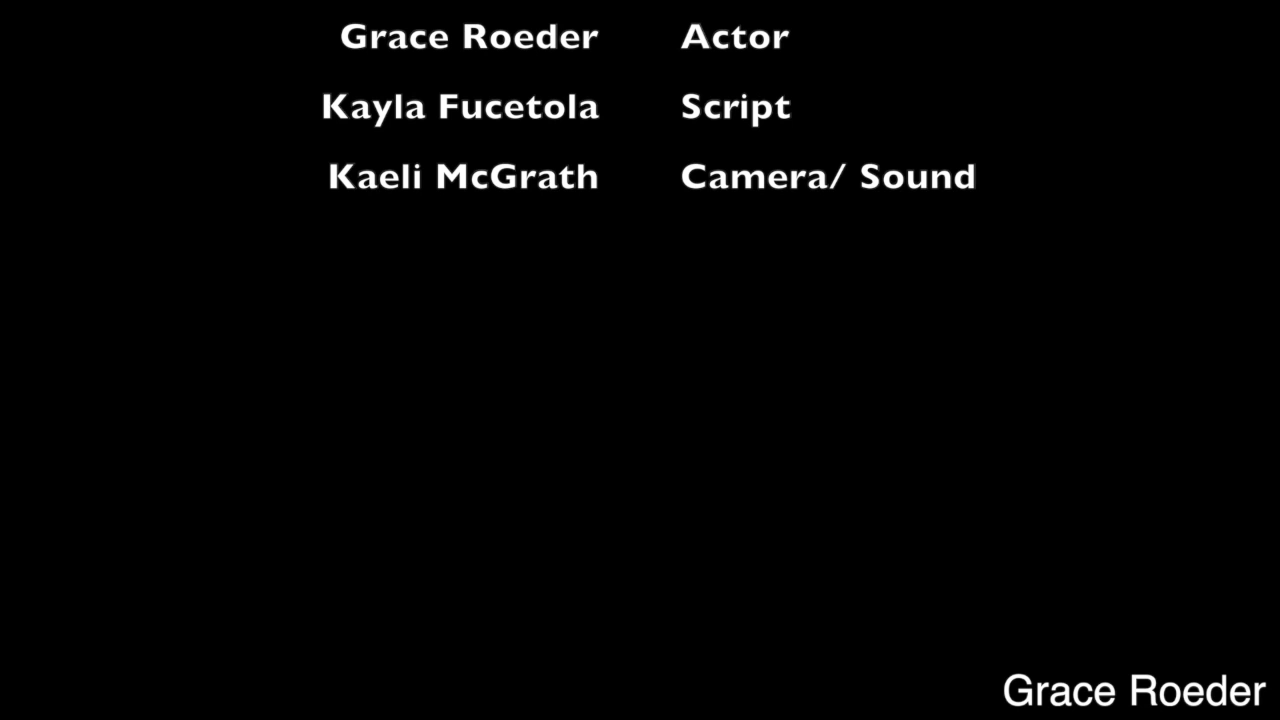 Grace Roeder Actor
Kayla Fucetola Script
Kaeli McGrath Camera/ Sound
Grace Roeder